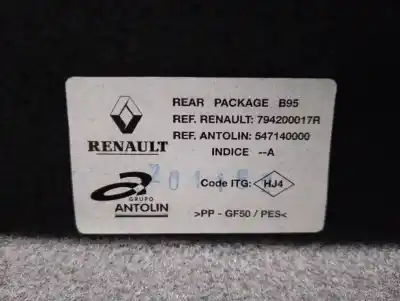 REAR PACKAGE B95
REF. RENAULT: 794200017R
RENAULT
REF. ANTOLIN: 547140000
INDICE --A
GRUPO
ANTOLIN
Code ITG: HJ4
>PP - GF50 / PES<